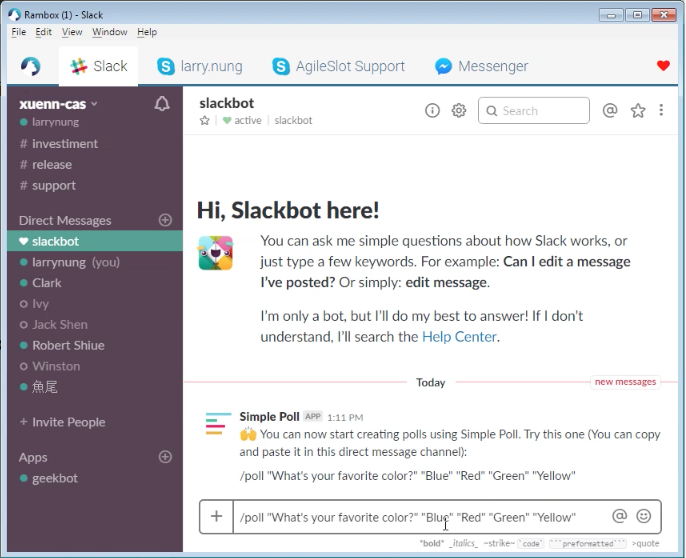 Rambox (1) - Slack
File Edit View Window Help
Slack larry.nung AgileSlot Support Messenger
xuenn-cas
larrynung
# investiment
# release
# support
Direct Messages
slackbot
larrynung (you)
Clark
Ivy
Jack Shen
Robert Shiue
Winston
魚尾
+ Invite People
Apps
geekbot
slackbot
active | slackbot
Search
Hi, Slackbot here!
You can ask me simple questions about how Slack works, or
just type a few keywords. For example: Can I edit a message
I've posted? Or simply: edit message.
I'm only a bot, but I'll do my best to answer! If I don't
understand, I'll search the Help Center.
Today
new messages
Simple Poll APP 1:11 PM
🙌 You can now start creating polls using Simple Poll. Try this one (You can copy
and paste it in this direct message channel):
/poll "What's your favorite color?" "Blue" "Red" "Green" "Yellow"
/poll "What's your favorite color?" "Blue" "Red" "Green" "Yellow"
*bold* _italics_ ~strike~ `code` ```preformatted``` >quote